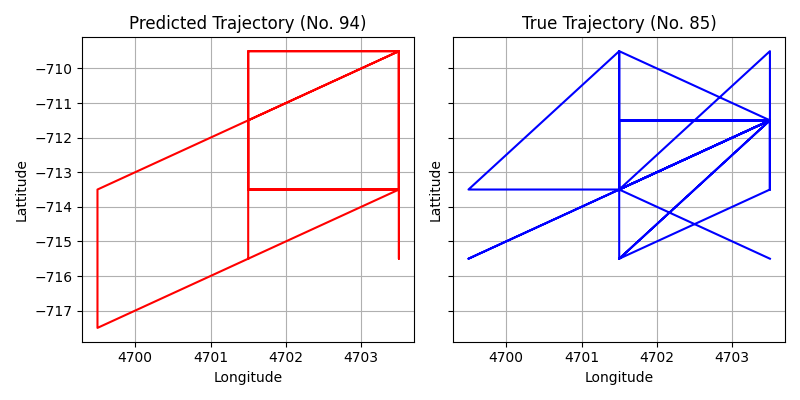 Predicted Trajectory (No. 94)
True Trajectory (No. 85)
−710
−711
−712
−713
−714
−715
−716
−717
Lattitude
Lattitude
4700
4701
4702
4703
4700
4701
4702
4703
Longitude
Longitude